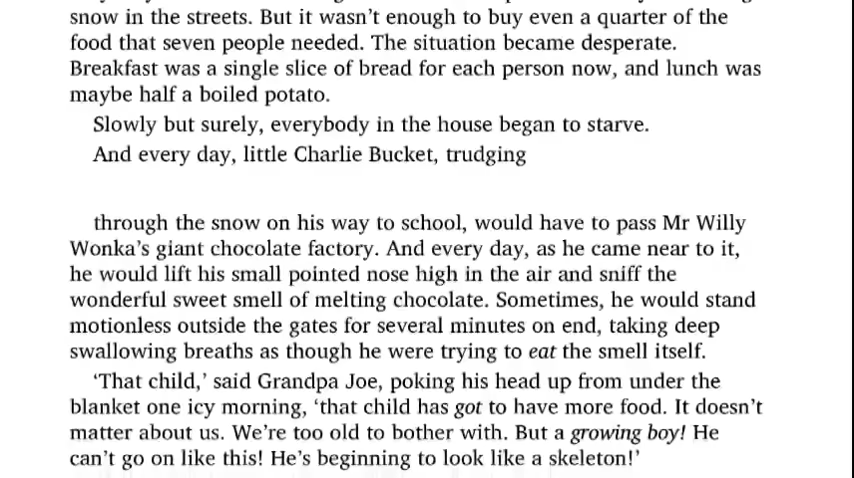 snow in the streets. But it wasn’t enough to buy even a quarter of the
food that seven people needed. The situation became desperate.
Breakfast was a single slice of bread for each person now, and lunch was
maybe half a boiled potato.
Slowly but surely, everybody in the house began to starve.
And every day, little Charlie Bucket, trudging
through the snow on his way to school, would have to pass Mr Willy
Wonka’s giant chocolate factory. And every day, as he came near to it,
he would lift his small pointed nose high in the air and sniff the
wonderful sweet smell of melting chocolate. Sometimes, he would stand
motionless outside the gates for several minutes on end, taking deep
swallowing breaths as though he were trying to eat the smell itself.
‘That child,’ said Grandpa Joe, poking his head up from under the
blanket one icy morning, ‘that child has got to have more food. It doesn’t
matter about us. We’re too old to bother with. But a growing boy! He
can’t go on like this! He’s beginning to look like a skeleton!’